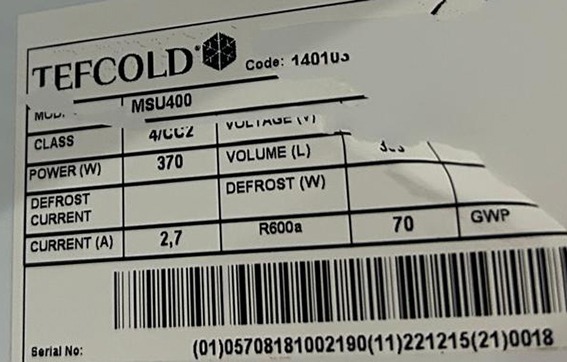 TEFCOLD Code:
MSU400
CLASS 4/CC2 VOLTAGE (V)
POWER (W) 370 VOLUME (L)
DEFROST CURRENT DEFROST (W)
CURRENT (A) 2,7 R600a 70 GWP
Serial No: (01)05708181002190(11)221215(21)0018